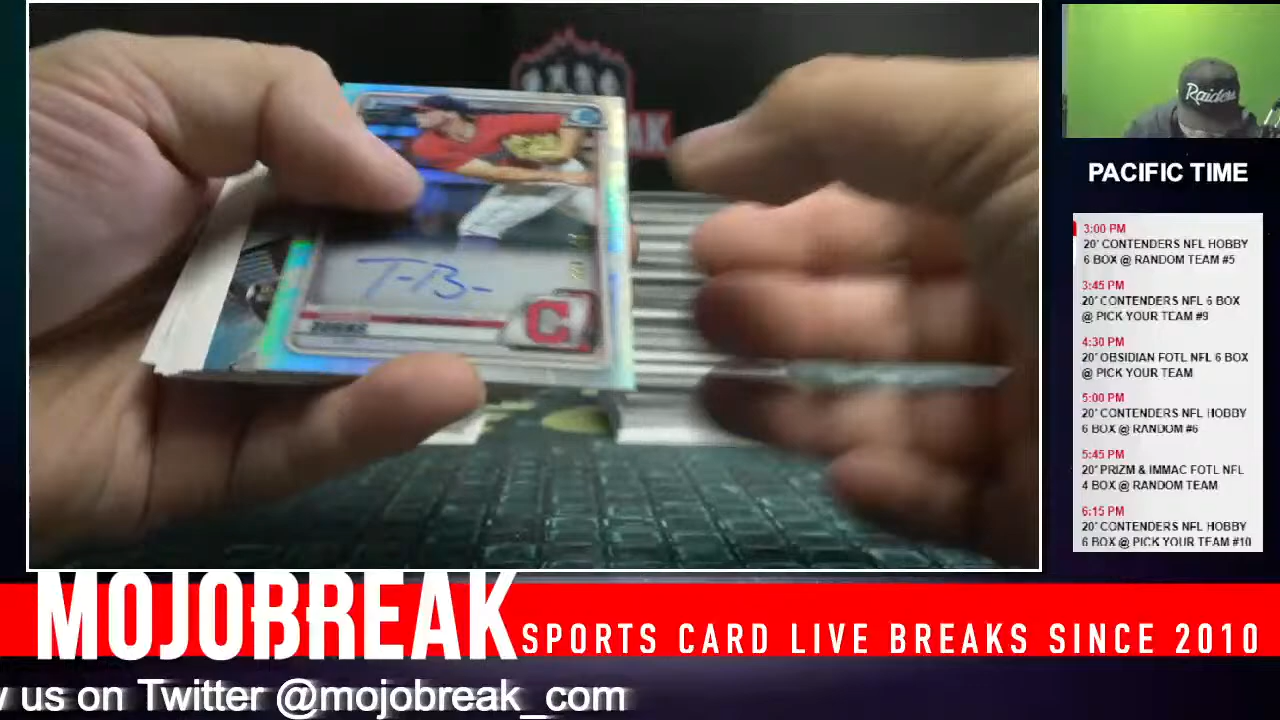 Raiders
PACIFIC TIME
3:00 PM
20' CONTENDERS NFL HOBBY
6 BOX @ RANDOM TEAM #5
3:45 PM
20' CONTENDERS NFL 6 BOX
@ PICK YOUR TEAM #9
4:30 PM
20' OBSIDIAN FOTL NFL 6 BOX
@ PICK YOUR TEAM
5:00 PM
20' CONTENDERS NFL HOBBY
6 BOX @ RANDOM #6
5:45 PM
20' PRIZM & IMMAC FOTL NFL
4 BOX @ RANDOM TEAM
6:15 PM
20' CONTENDERS NFL HOBBY
6 BOX @ PICK YOUR TEAM #10
C
MOJOBREAK
SPORTS CARD LIVE BREAKS SINCE 2010
us on Twitter @mojobreak_com